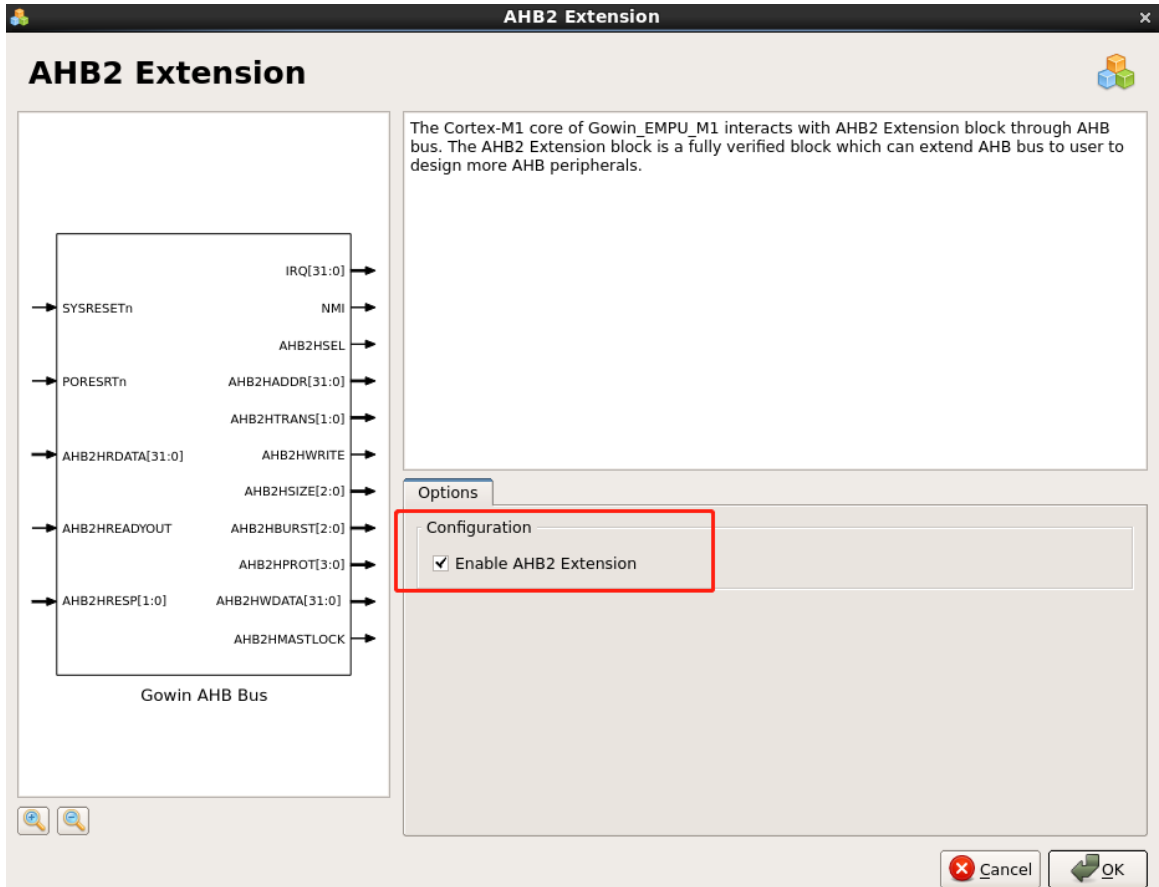 AHB2 Extension
×
AHB2 Extension
The Cortex-M1 core of Gowin_EMPU_M1 interacts with AHB2 Extension block through AHB
bus. The AHB2 Extension block is a fully verified block which can extend AHB bus to user to
design more AHB peripherals.
IRQ[31:0]
SYSRESETn
NMI
AHB2HSEL
PORESRTn
AHB2HADDR[31:0]
AHB2HTRANS[1:0]
AHB2HRDATA[31:0]
AHB2HWRITE
AHB2HSIZE[2:0]
AHB2HREADYOUT
AHB2HBURST[2:0]
AHB2HPROT[3:0]
AHB2HRESP[1:0]
AHB2HWDATA[31:0]
AHB2HMASTLOCK
Gowin AHB Bus
Options
Configuration
Enable AHB2 Extension
Cancel
OK